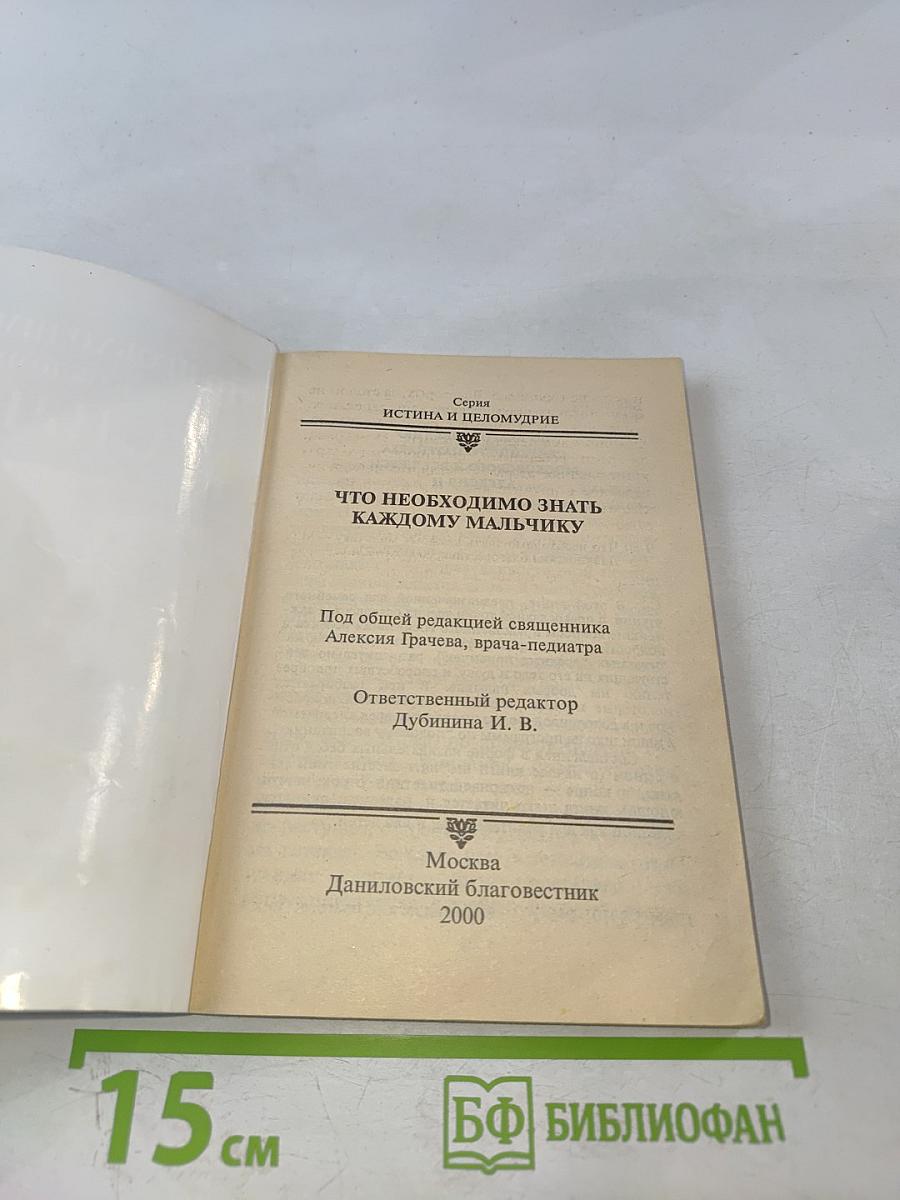 Серия
ИСТИНА И ЦЕЛОМУДРИЕ
ЧТО НЕОБХОДИМО ЗНАТЬ
КАЖДОМУ МАЛЬЧИКУ
Под общей редакцией священника
Алексия Грачева, врача-педиатра
Ответственный редактор
Дубинина И. В.
Москва
Даниловский благовестник
2000
15 см
БФ БИБЛИОФАН